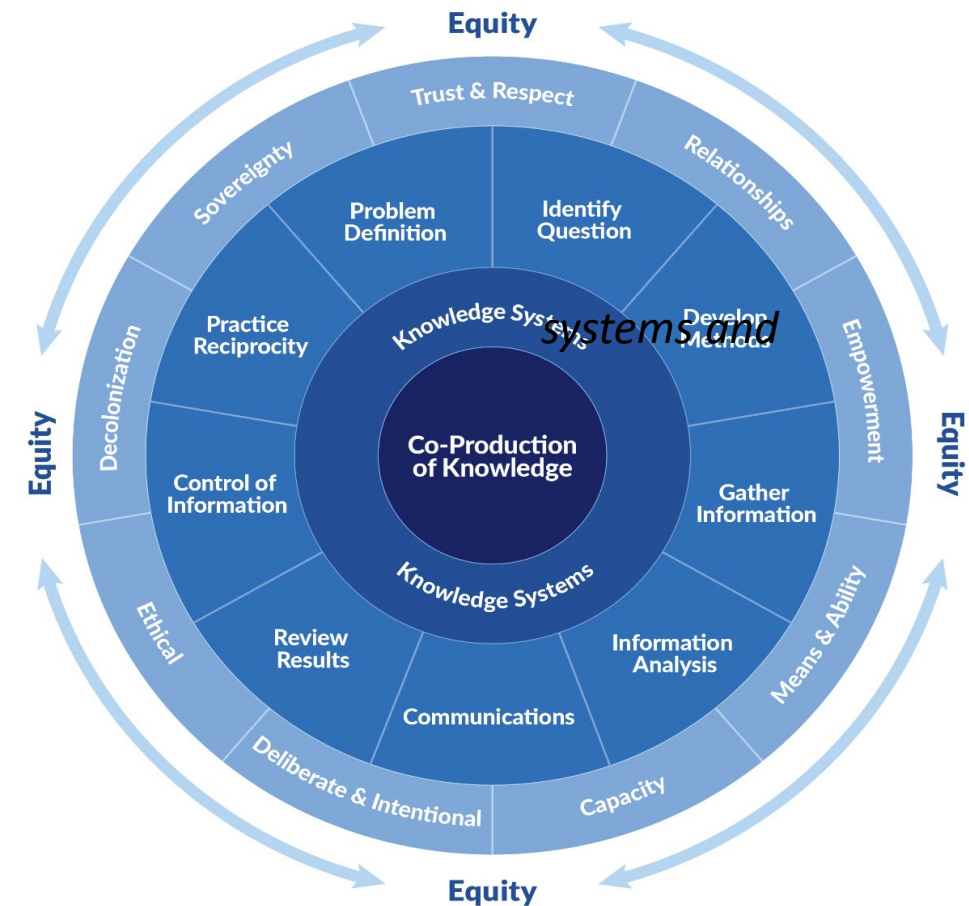 Equity
Trust & Respect
Sovereignty
Relationships
Problem
Definition
Identify
Question
Knowledge Systems
systems and
Practice
Reciprocity
Develop
Methods
Decolonization
Empowerment
Equity
Co-Production
of Knowledge
Equity
Control of
Information
Gather
Information
Knowledge Systems
Ethical
Review
Results
Information
Analysis
Means & Ability
Communications
Deliberate & Intentional
Capacity
Equity